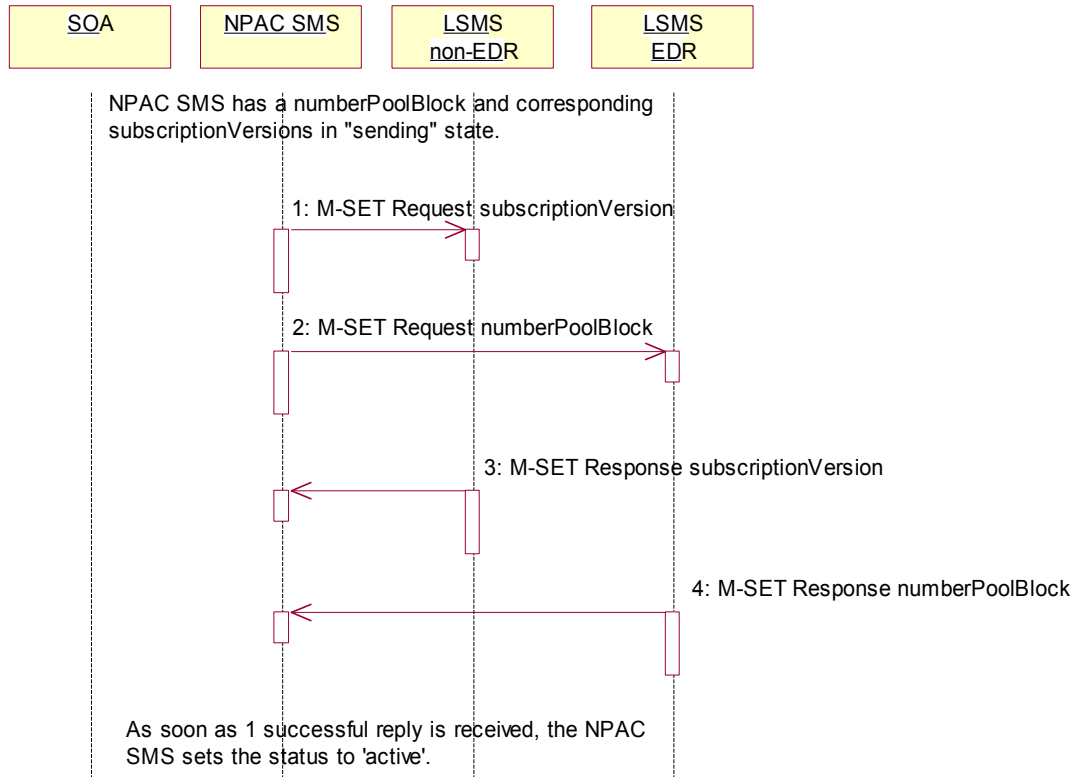 SOA
NPAC SMS
LSMS
non-EDR
LSMS
EDR
NPAC SMS has a numberPoolBlock and corresponding
subscriptionVersions in "sending" state.
1: M-SET Request subscriptionVersion
2: M-SET Request numberPoolBlock
3: M-SET Response subscriptionVersion
4: M-SET Response numberPoolBlock
As soon as 1 successful reply is received, the NPAC
SMS sets the status to 'active'.